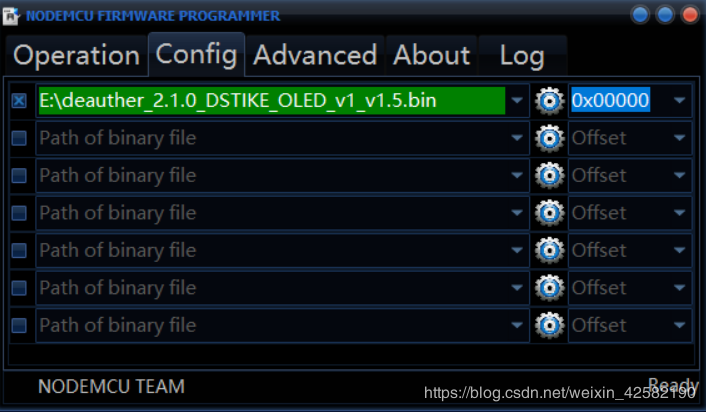 NODEMCU FIRMWARE PROGRAMMER
Operation Config Advanced About Log
E:\deauther_2.1.0_DSTIKE_OLED_v1_v1.5.bin 0x00000
Path of binary file Offset
Path of binary file Offset
Path of binary file Offset
Path of binary file Offset
Path of binary file Offset
Path of binary file Offset
NODEMCU TEAM Ready
https://blog.csdn.net/weixin_42582190